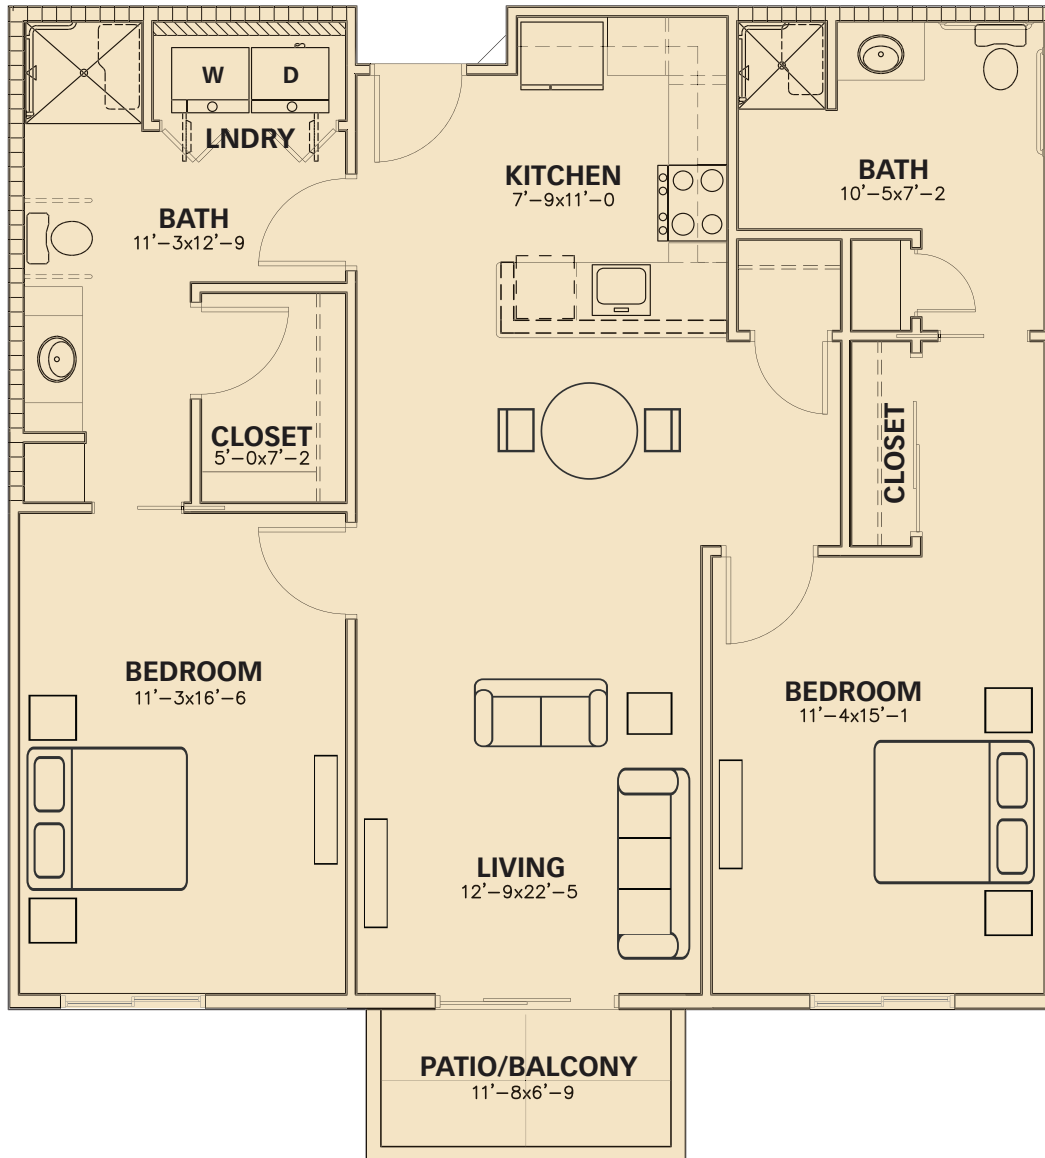 W
D
LNDRY
BATH
11'-3x12'-9
KITCHEN
7'-9x11'-0
BATH
10'-5x7'-2
CLOSET
5'-0x7'-2
CLOSET
BEDROOM
11'-3x16'-6
BEDROOM
11'-4x15'-1
LIVING
12'-9x22'-5
PATIO/BALCONY
11'-8x6'-9